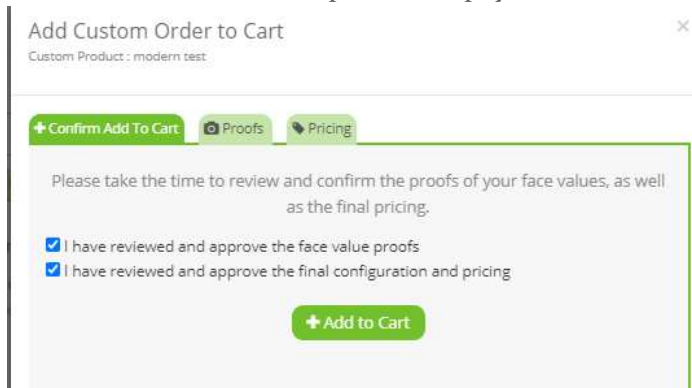 Add Custom Order to Cart
Custom Product : modern test
Confirm Add To Cart Proofs Pricing
Please take the time to review and confirm the proofs of your face values, as well
as the final pricing.
I have reviewed and approve the face value proofs
I have reviewed and approve the final configuration and pricing
Add to Cart